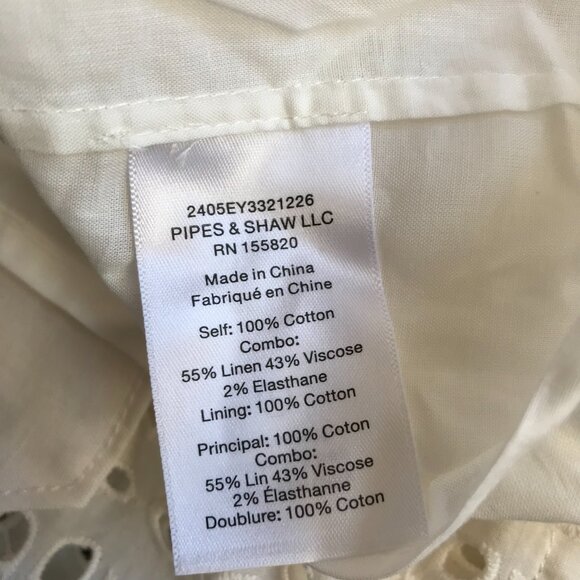 2405EY3321226
PIPES & SHAW LLC
RN 155820
Made in China
Fabriqué en Chine
Self: 100% Cotton
Combo:
55% Linen 43% Viscose
2% Elasthane
Lining: 100% Cotton
Principal: 100% Coton
Combo:
55% Lin 43% Viscose
2% Élasthanne
Doublure: 100% Coton